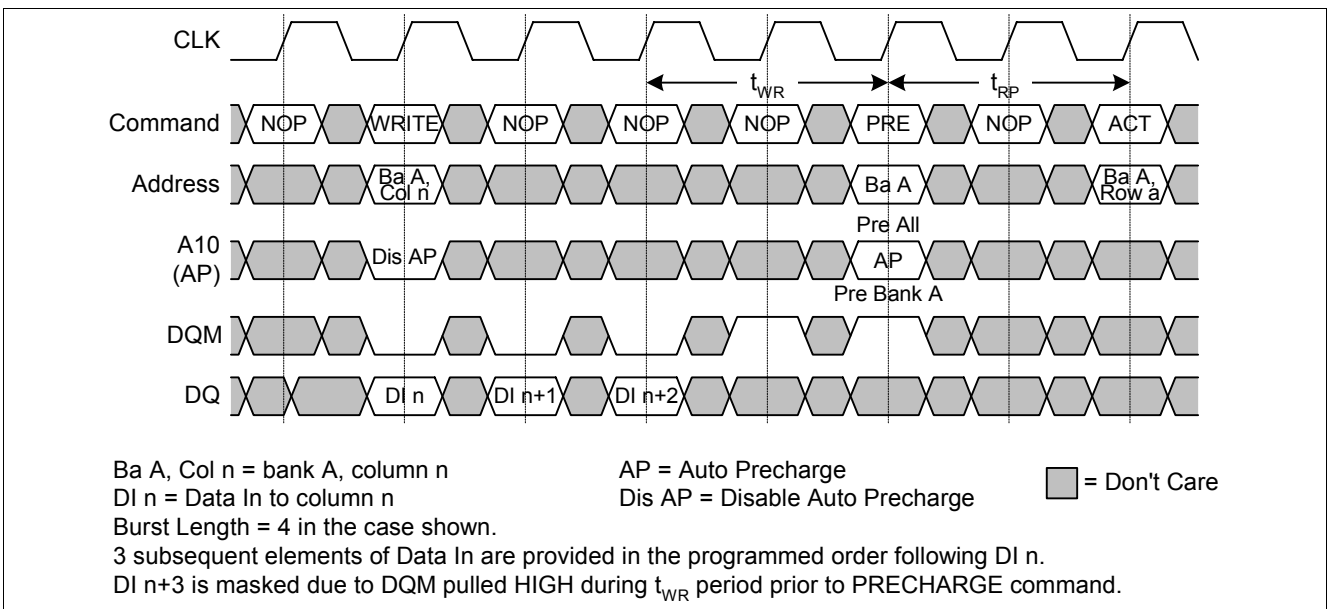 CLK
t_WR t_RP
Command NOP WRITE NOP NOP NOP PRE NOP ACT
Address Ba A, Col n Ba A Ba A, Row a
Pre All
A10 (AP) Dis AP AP
Pre Bank A
DQM
DQ DI n DI n+1 DI n+2
Ba A, Col n = bank A, column n AP = Auto Precharge = Don't Care
DI n = Data In to column n Dis AP = Disable Auto Precharge
Burst Length = 4 in the case shown.
3 subsequent elements of Data In are provided in the programmed order following DI n.
DI n+3 is masked due to DQM pulled HIGH during t_WR period prior to PRECHARGE command.